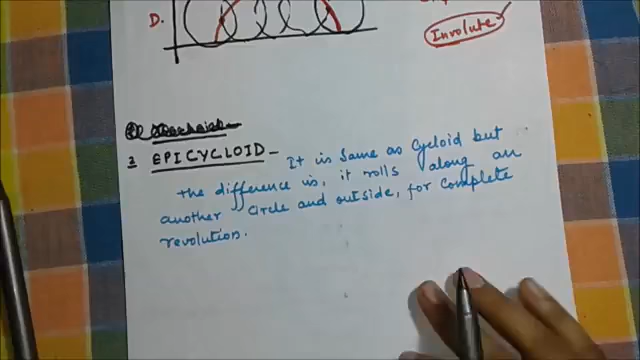 D.
Involute
2 EPICYCLOID - It is same as cycloid but
the difference is, it rolls along an
another circle and outside, for complete
revolution.